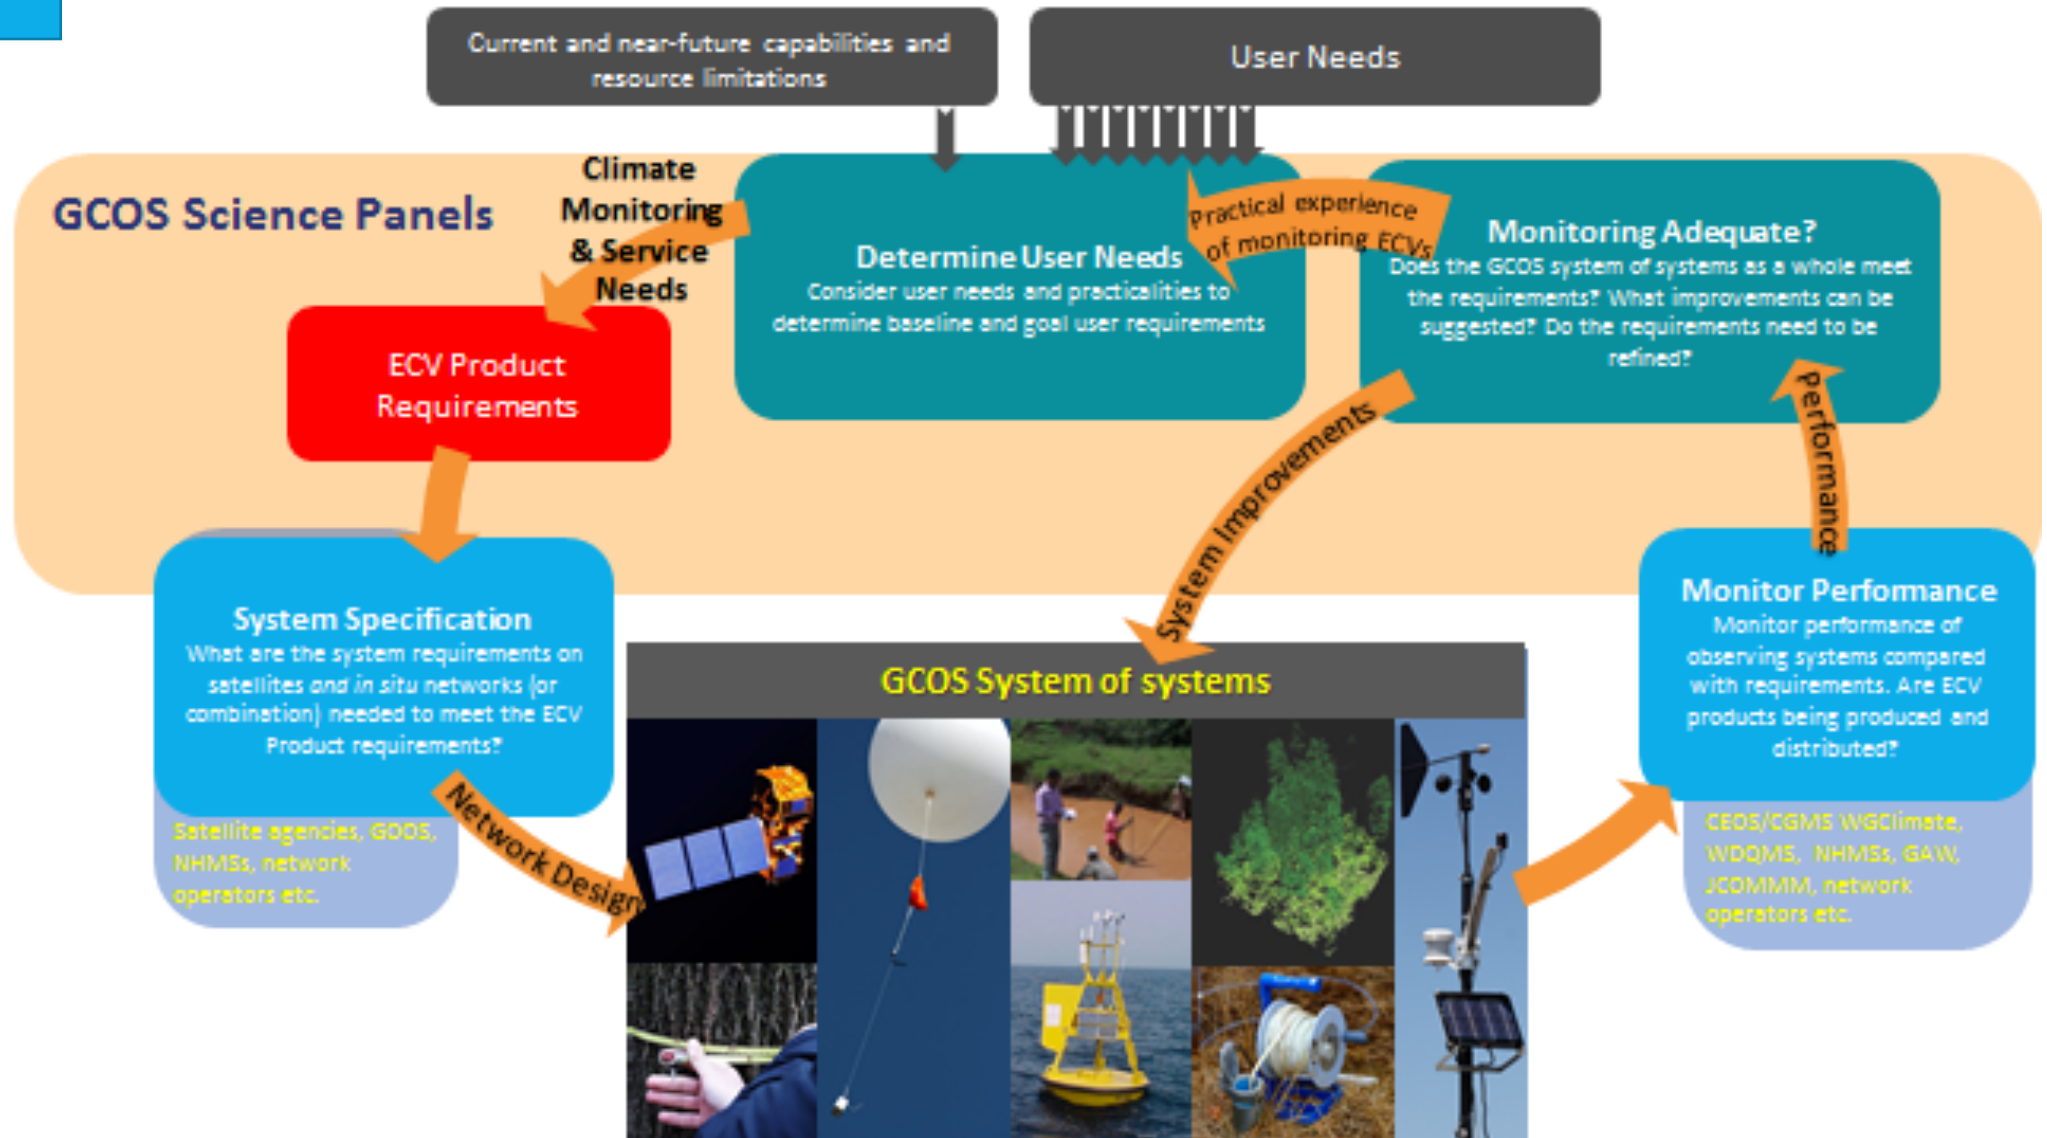 Current and near-future capabilities and
resource limitations
User Needs
GCOS Science Panels
Climate
Monitoring
& Service
Needs
Determine User Needs
Consider user needs and practicalities to
determine baseline and goal user requirements
Practical experience
of monitoring ECVs
Monitoring Adequate?
Does the GCOS system of systems as a whole meet
the requirements? What improvements can be
suggested? Do the requirements need to be
refined?
ECV Product
Requirements
System Improvements
Performance
System Specification
What are the system requirements on
satellites and in situ networks (or
combination) needed to meet the ECV
Product requirements?
Satellite agencies, GOOS,
NHMSs, network
operators etc.
Network Design
GCOS System of systems
Monitor Performance
Monitor performance of
observing systems compared
with requirements. Are ECV
products being produced and
distributed?
CEOS/CGMS WGClimate,
WDQMS, NHMSs, GAW,
JCOMMM, network
operators etc.